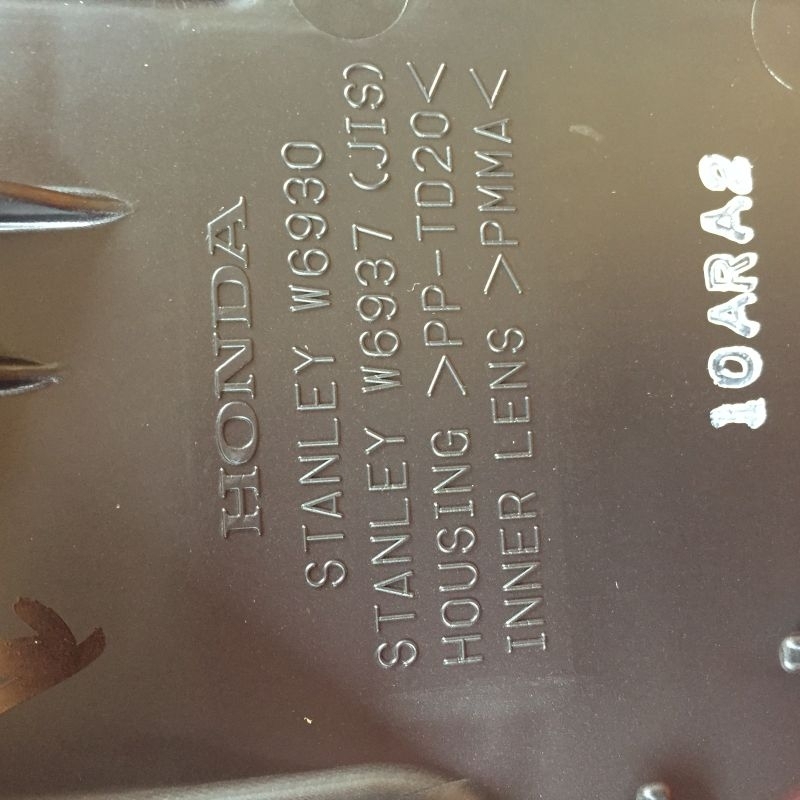 HONDA
STANLEY W6930
STANLEY W6937 (JIS)
HOUSING >PP-TD20<
INNER LENS >PMMA<
10ARA2